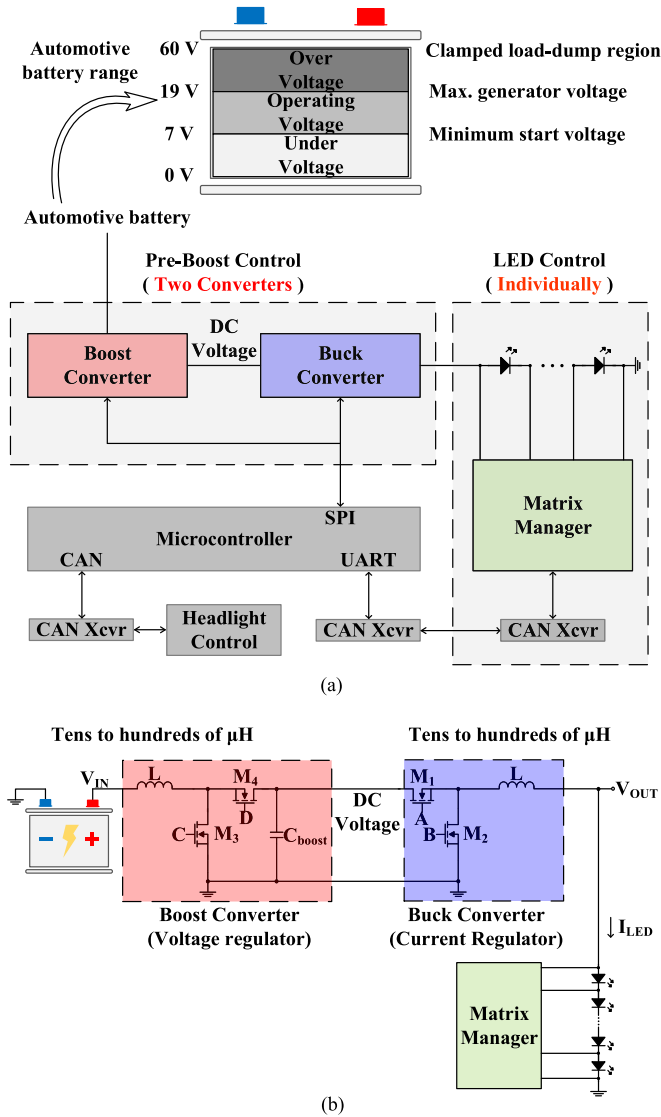 Automotive
battery range
60 V
19 V
7 V
0 V
Over
Voltage
Operating
Voltage
Under
Voltage
Clamped load-dump region
Max. generator voltage
Minimum start voltage
Automotive battery
Pre-Boost Control
( Two Converters )
LED Control
( Individually )
Boost
Converter
DC
Voltage
Buck
Converter
Matrix
Manager
SPI
Microcontroller
CAN
UART
CAN Xcvr
Headlight
Control
CAN Xcvr
CAN Xcvr
(a)
Tens to hundreds of μH
Tens to hundreds of μH
VIN
L
M4
D
C
M3
Cboost
DC
Voltage
M1
A
B
M2
L
VOUT
Boost Converter
(Voltage regulator)
Buck Converter
(Current Regulator)
ILED
Matrix
Manager
(b)